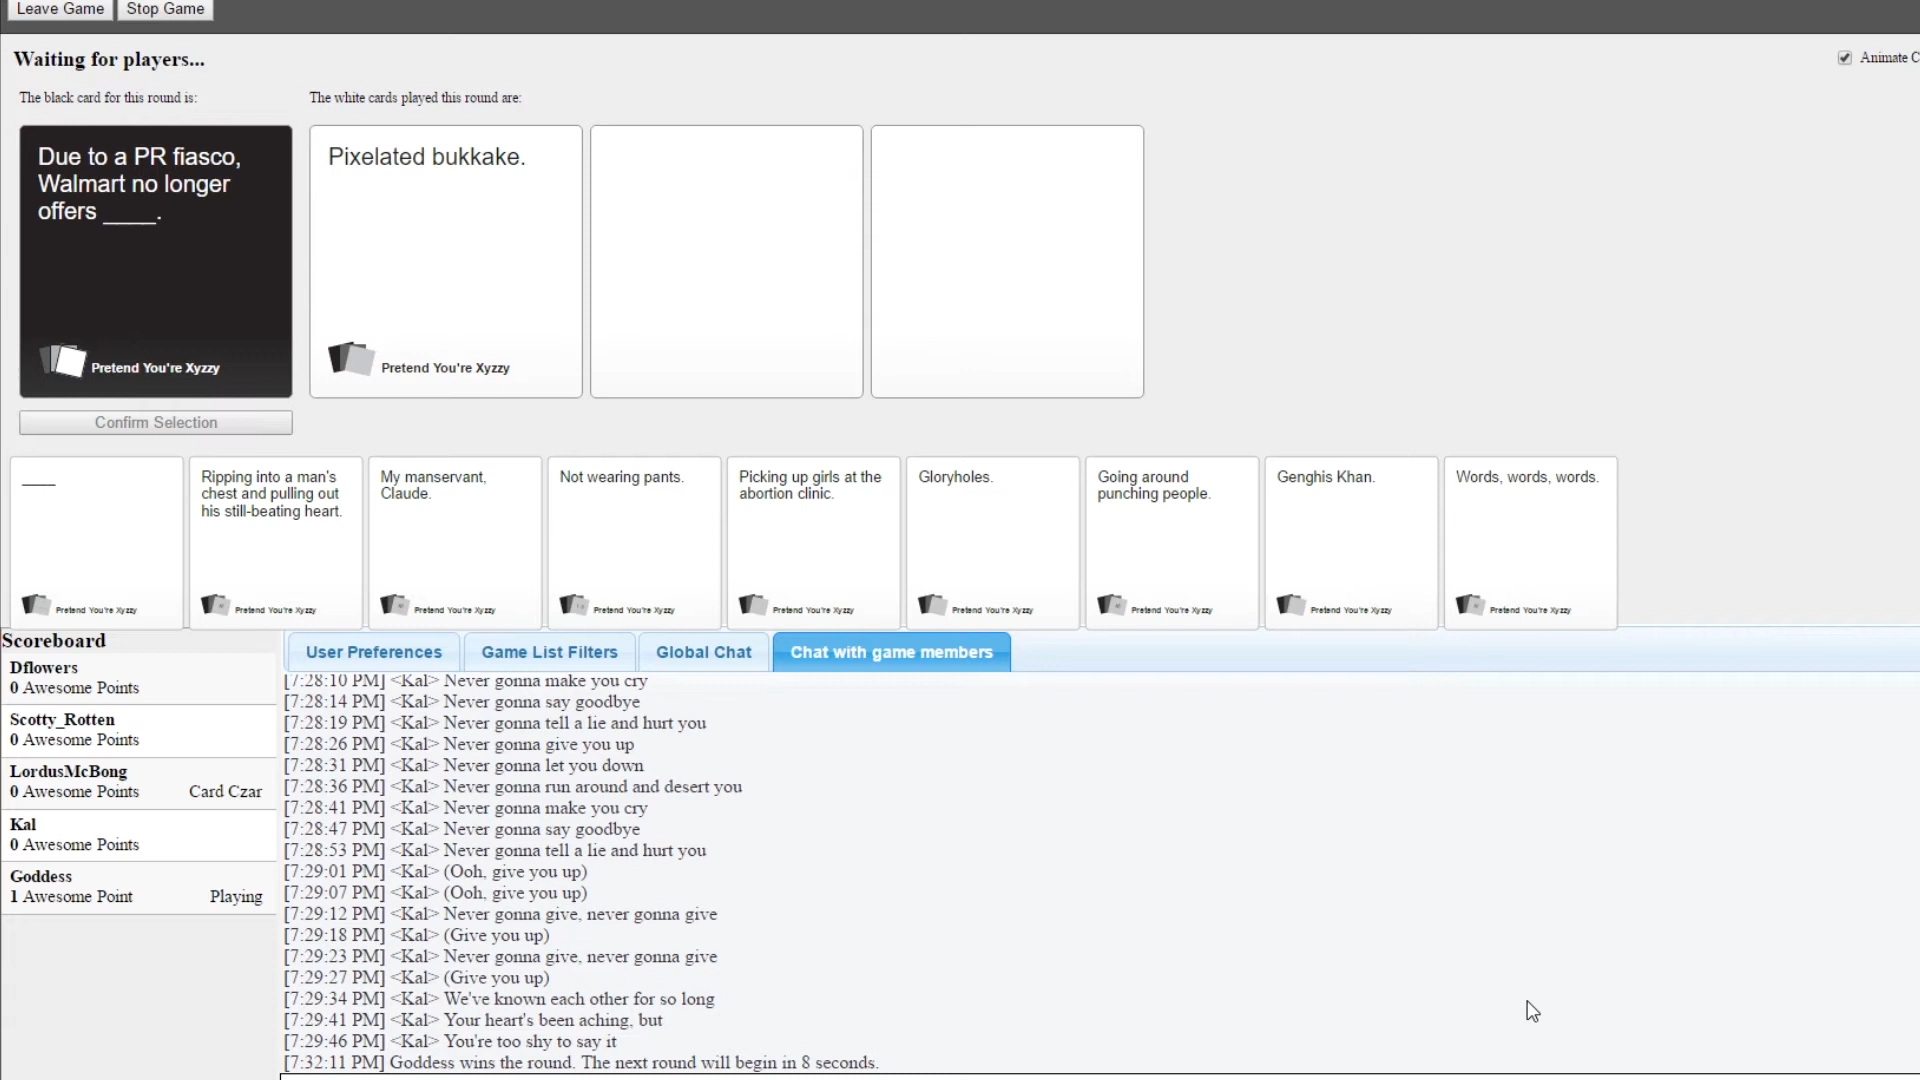 Leave Game Stop Game
Waiting for players...
Animate C
The black card for this round is:
The white cards played this round are:
Due to a PR fiasco,
Walmart no longer
offers ____.
Pretend You're Xyzzy
Pixelated bukkake.
Pretend You're Xyzzy
Confirm Selection
____
Pretend You're Xyzzy
Ripping into a man's
chest and pulling out
his still-beating heart.
Pretend You're Xyzzy
My manservant,
Claude.
Pretend You're Xyzzy
Not wearing pants.
Pretend You're Xyzzy
Picking up girls at the
abortion clinic.
Pretend You're Xyzzy
Gloryholes.
Pretend You're Xyzzy
Going around
punching people.
Pretend You're Xyzzy
Genghis Khan.
Pretend You're Xyzzy
Words, words, words.
Pretend You're Xyzzy
Scoreboard
Dflowers
0 Awesome Points
Scotty_Rotten
0 Awesome Points
LordusMcBong
0 Awesome Points Card Czar
Kal
0 Awesome Points
Goddess
1 Awesome Point Playing
User Preferences Game List Filters Global Chat Chat with game members
[7:28:10 PM] <Kal> Never gonna make you cry
[7:28:14 PM] <Kal> Never gonna say goodbye
[7:28:19 PM] <Kal> Never gonna tell a lie and hurt you
[7:28:26 PM] <Kal> Never gonna give you up
[7:28:31 PM] <Kal> Never gonna let you down
[7:28:36 PM] <Kal> Never gonna run around and desert you
[7:28:41 PM] <Kal> Never gonna make you cry
[7:28:47 PM] <Kal> Never gonna say goodbye
[7:28:53 PM] <Kal> Never gonna tell a lie and hurt you
[7:29:01 PM] <Kal> (Ooh, give you up)
[7:29:07 PM] <Kal> (Ooh, give you up)
[7:29:12 PM] <Kal> Never gonna give, never gonna give
[7:29:18 PM] <Kal> (Give you up)
[7:29:23 PM] <Kal> Never gonna give, never gonna give
[7:29:27 PM] <Kal> (Give you up)
[7:29:34 PM] <Kal> We've known each other for so long
[7:29:41 PM] <Kal> Your heart's been aching, but
[7:29:46 PM] <Kal> You're too shy to say it
[7:32:11 PM] Goddess wins the round. The next round will begin in 8 seconds.